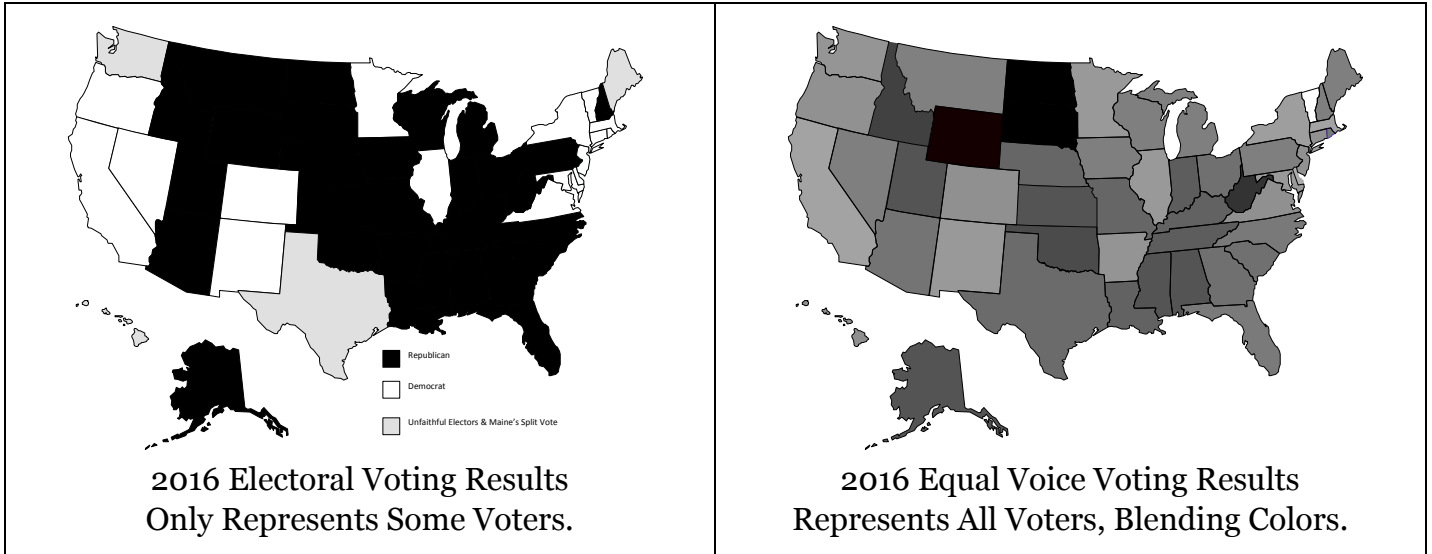 Republican
Democrat
Unfaithful Electors & Maine's Split Vote
2016 Electoral Voting Results
Only Represents Some Voters.
2016 Equal Voice Voting Results
Represents All Voters, Blending Colors.